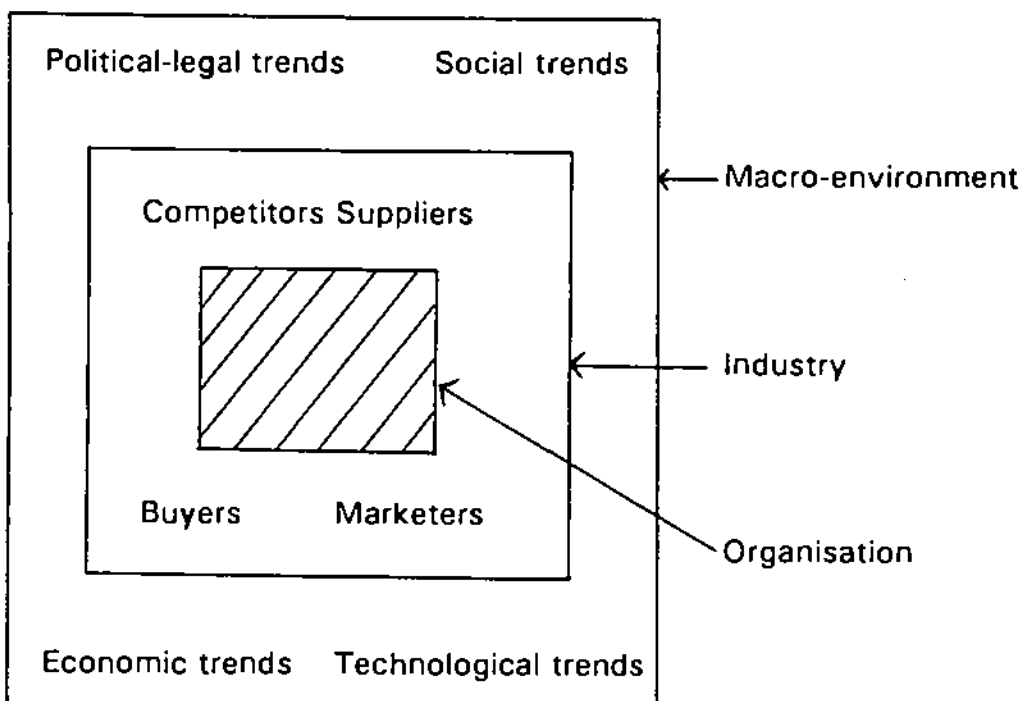 Political-legal trends Social trends
Macro-environment
Competitors Suppliers
Industry
Buyers Marketers
Organisation
Economic trends Technological trends